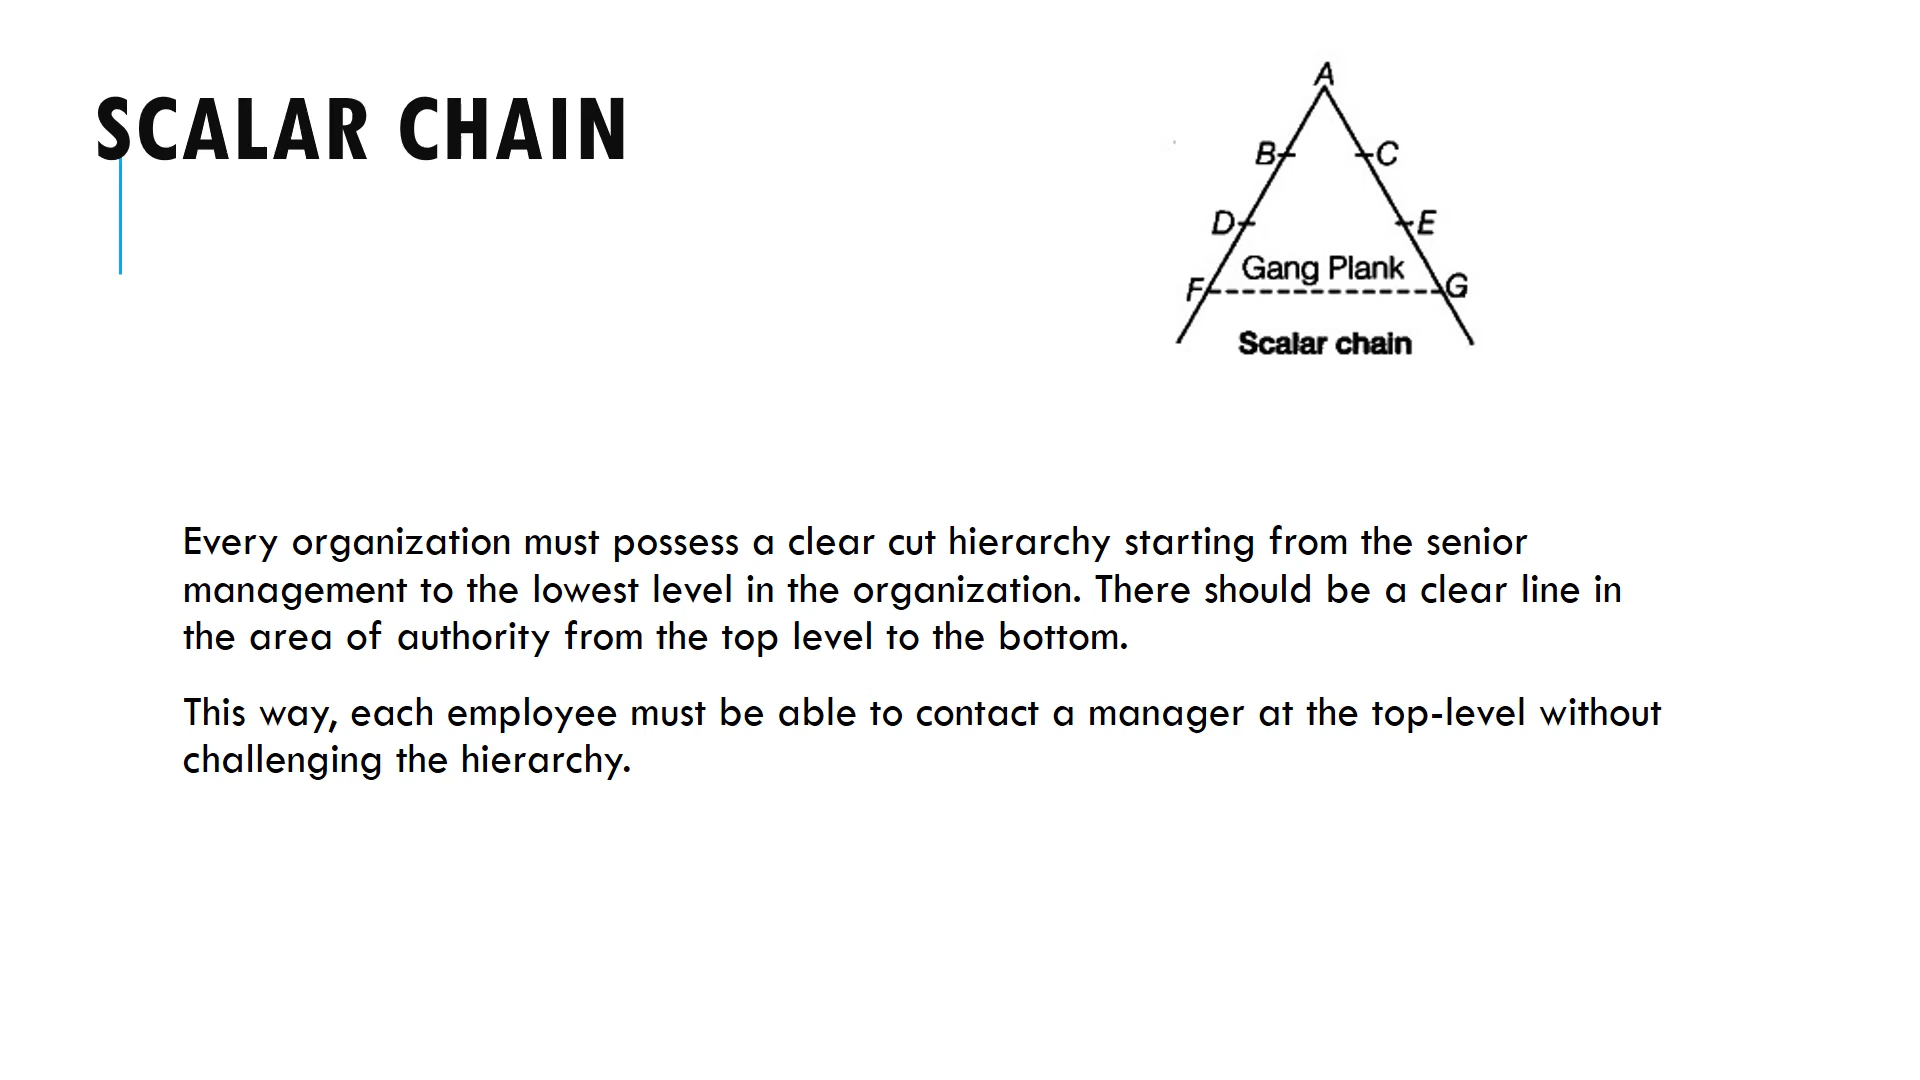 SCALAR CHAIN
A
B
C
D
E
Gang Plank
F
G
Scalar chain
Every organization must possess a clear cut hierarchy starting from the senior
management to the lowest level in the organization. There should be a clear line in
the area of authority from the top level to the bottom.
This way, each employee must be able to contact a manager at the top-level without
challenging the hierarchy.